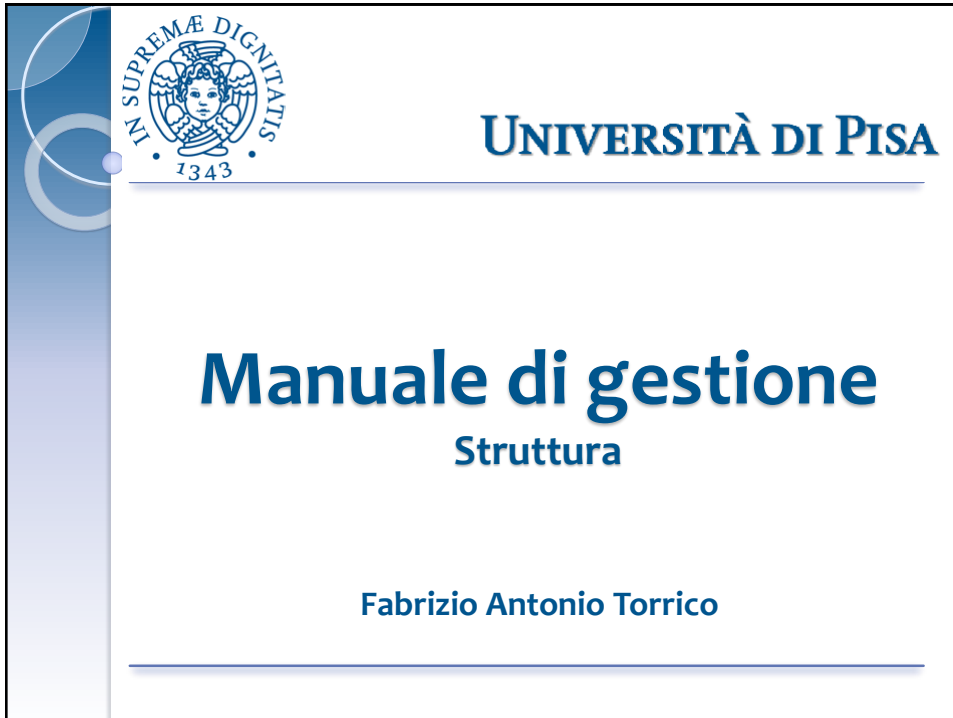 IN SUPREMÆ DIGNITATIS
• 1343 •
UNIVERSITÀ DI PISA
Manuale di gestione
Struttura
Fabrizio Antonio Torrico